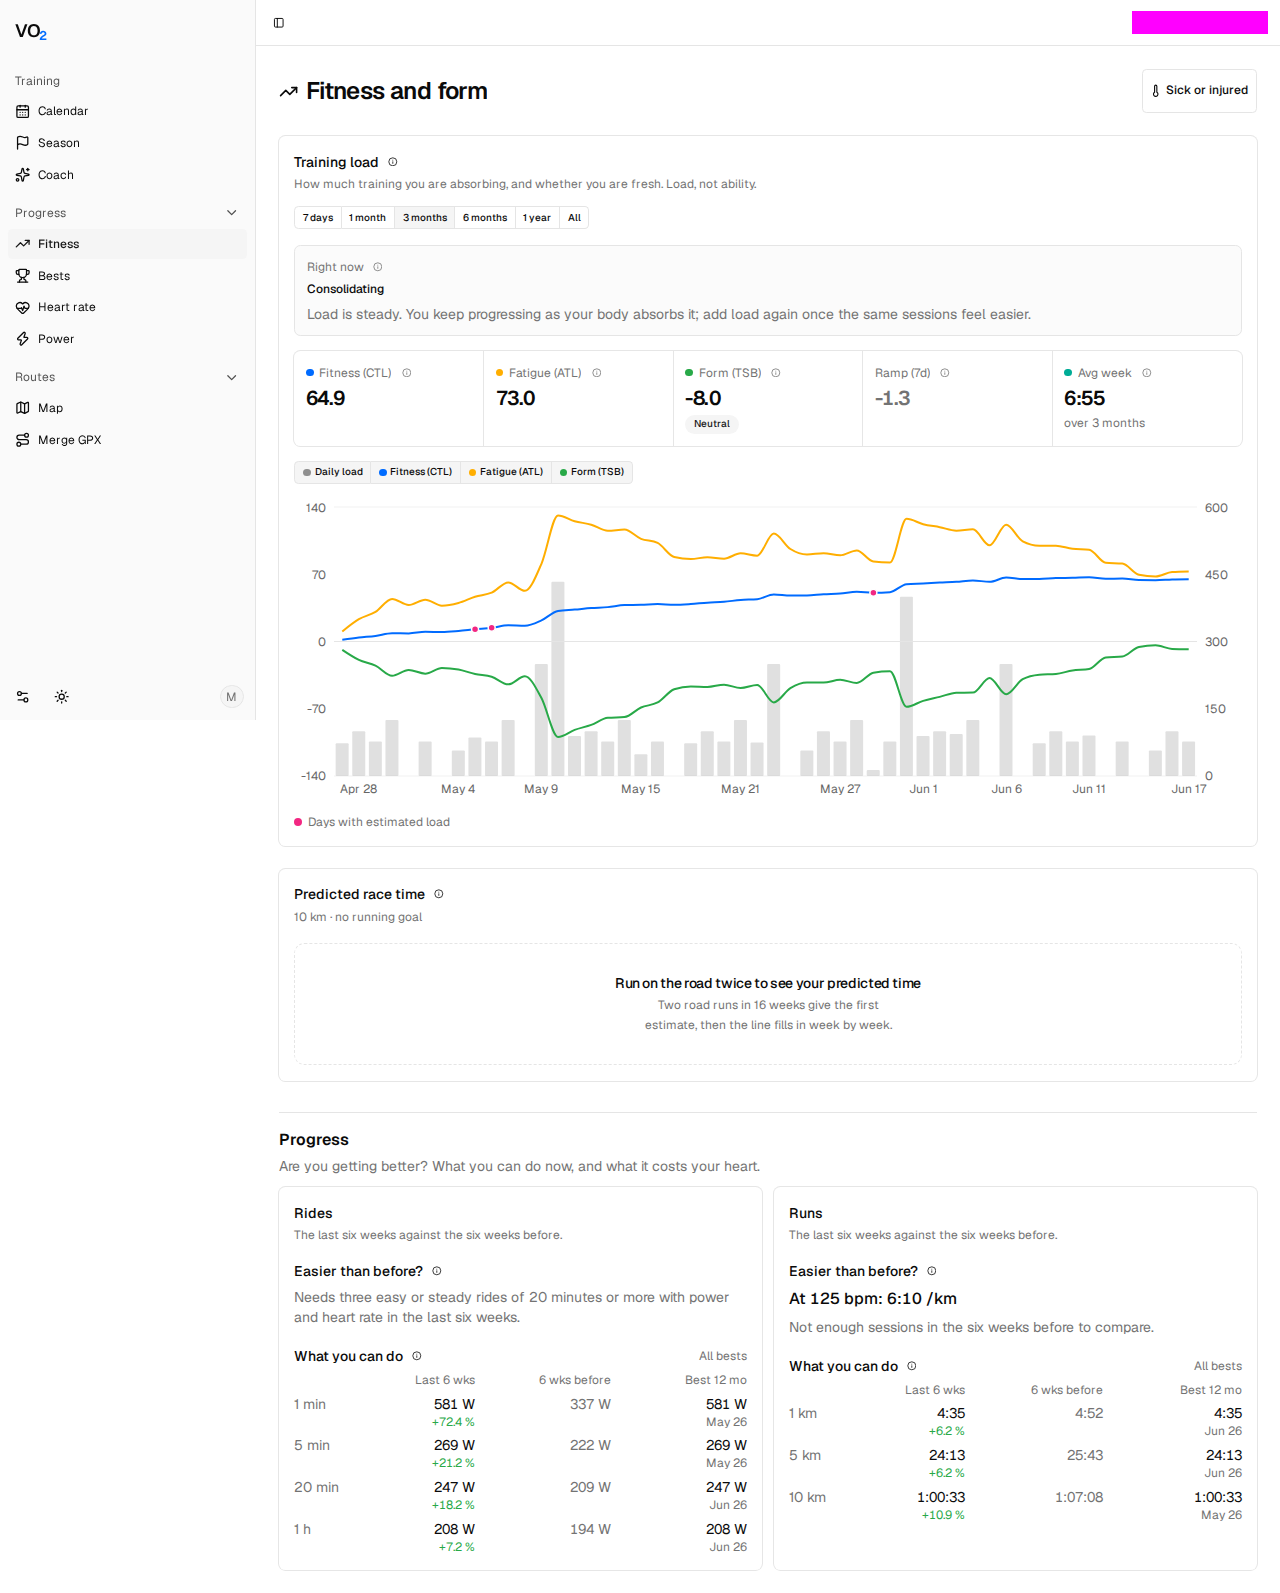 VO2
Training
Calendar
Season
Coach
Progress
Fitness
Bests
Heart rate
Power
Routes
Map
Merge GPX
M
Fitness and form
Sick or injured
Training load
How much training you are absorbing, and whether you are fresh. Load, not ability.
7 days 1 month 3 months 6 months 1 year All
Right now
Consolidating
Load is steady. You keep progressing as your body absorbs it; add load again once the same sessions feel easier.
Fitness (CTL) Fatigue (ATL) Form (TSB) Ramp (7d) Avg week
64.9 73.0 -8.0 -1.3 6:55
Neutral over 3 months
Daily load Fitness (CTL) Fatigue (ATL) Form (TSB)
140 600
70 450
0 300
-70 150
-140 0
Apr 28 May 4 May 9 May 15 May 21 May 27 Jun 1 Jun 6 Jun 11 Jun 17
Days with estimated load
Predicted race time
10 km · no running goal
Run on the road twice to see your predicted time
Two road runs in 16 weeks give the first
estimate, then the line fills in week by week.
Progress
Are you getting better? What you can do now, and what it costs your heart.
Rides
The last six weeks against the six weeks before.
Easier than before?
Needs three easy or steady rides of 20 minutes or more with power
and heart rate in the last six weeks.
What you can do All bests
Last 6 wks 6 wks before Best 12 mo
1 min 581 W 337 W 581 W
+72.4 % May 26
5 min 269 W 222 W 269 W
+21.2 % May 26
20 min 247 W 209 W 247 W
+18.2 % Jun 26
1 h 208 W 194 W 208 W
+7.2 % Jun 26
Runs
The last six weeks against the six weeks before.
Easier than before?
At 125 bpm: 6:10 /km
Not enough sessions in the six weeks before to compare.
What you can do All bests
Last 6 wks 6 wks before Best 12 mo
1 km 4:35 4:52 4:35
+6.2 % Jun 26
5 km 24:13 25:43 24:13
+6.2 % Jun 26
10 km 1:00:33 1:07:08 1:00:33
+10.9 % May 26